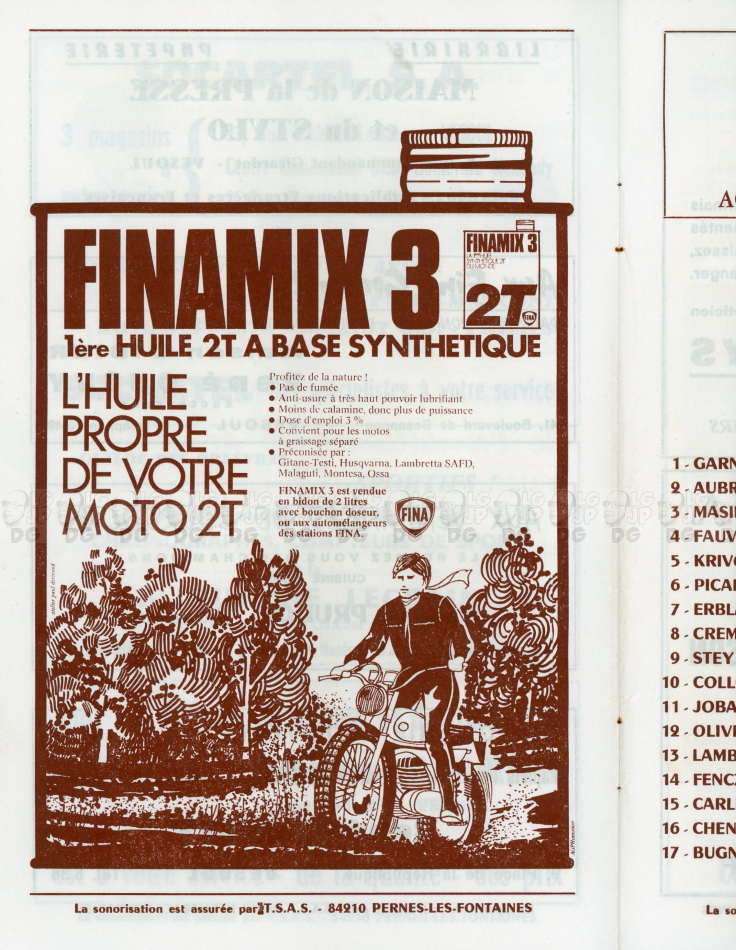 FINAMIX 3
FINAMIX 3
2T
FINA
1ère HUILE 2T A BASE SYNTHETIQUE
L'HUILE
PROPRE
DE VOTRE
MOTO 2T
Profitez de la nature !
● Pas de fumée
● Anti-usure à très haut pouvoir lubrifiant
● Moins de calamine, donc plus de puissance
● Dose d'emploi 3 %
● Convient pour les motos
à graissage séparé
● Préconisée par :
Gitane-Testi, Husqvarna, Lambretta SAFD,
Malaguti, Montesa, Ossa
FINAMIX 3 est vendue
en bidon de 2 litres
avec bouchon doseur,
ou aux automélangeurs
des stations FINA.
FINA
La sonorisation est assurée par T.S.A.S. - 84210 PERNES-LES-FONTAINES
1 - GARN
2 - AUBR
3 - MASI
4 - FAUV
5 - KRIV
6 - PICA
7 - ERBL
8 - CREM
9 - STEY
10 - COLL
11 - JOBA
12 - OLIV
13 - LAMB
14 - FENC
15 - CARL
16 - CHEN
17 - BUGN
La so